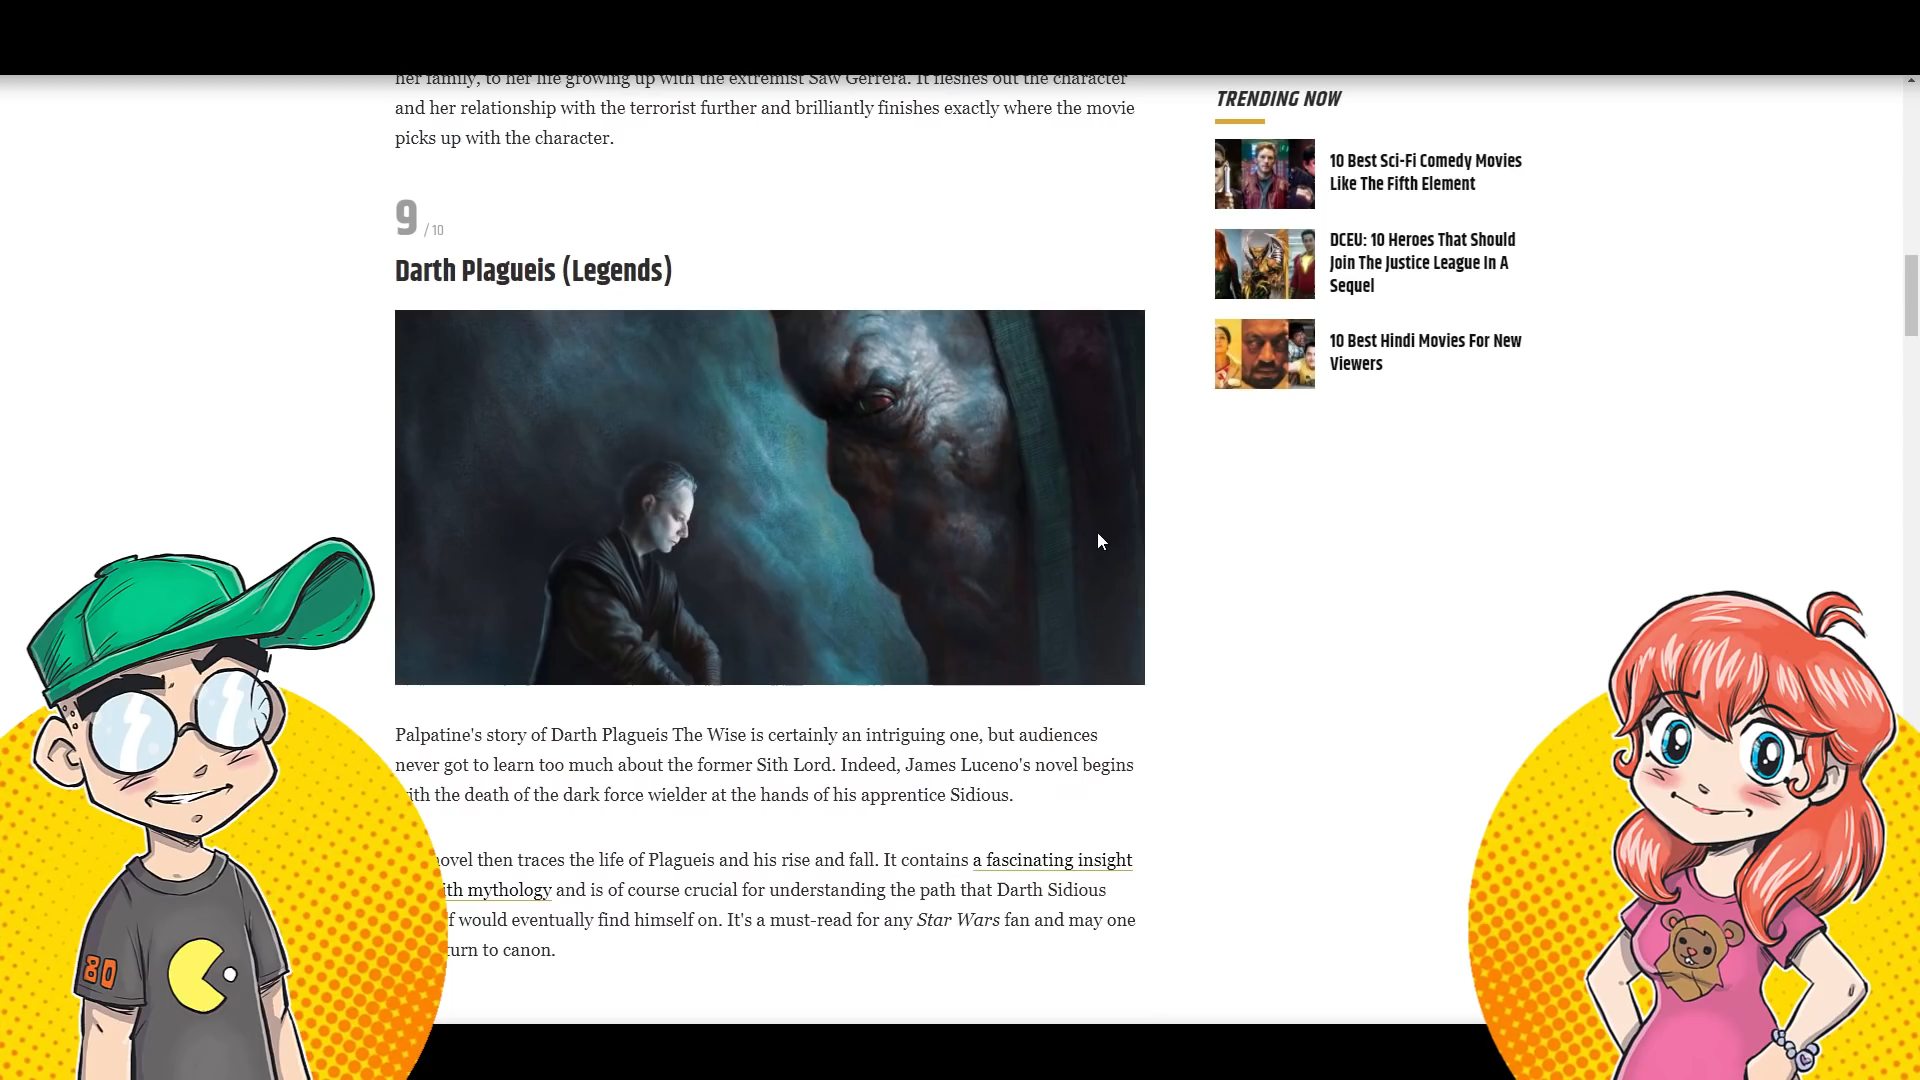 her family, to her life growing up with the extremist Saw Gerrera. It fleshes out the character
and her relationship with the terrorist further and brilliantly finishes exactly where the movie
picks up with the character.
9 / 10
Darth Plagueis (Legends)
Palpatine's story of Darth Plagueis The Wise is certainly an intriguing one, but audiences
never got to learn too much about the former Sith Lord. Indeed, James Luceno's novel begins
the death of the dark force wielder at the hands of his apprentice Sidious.
then traces the life of Plagueis and his rise and fall. It contains a fascinating insight
mythology and is of course crucial for understanding the path that Darth Sidious
would eventually find himself on. It's a must-read for any Star Wars fan and may one
to canon.
TRENDING NOW
10 Best Sci-Fi Comedy Movies
Like The Fifth Element
DCEU: 10 Heroes That Should
Join The Justice League In A
Sequel
10 Best Hindi Movies For New
Viewers
80